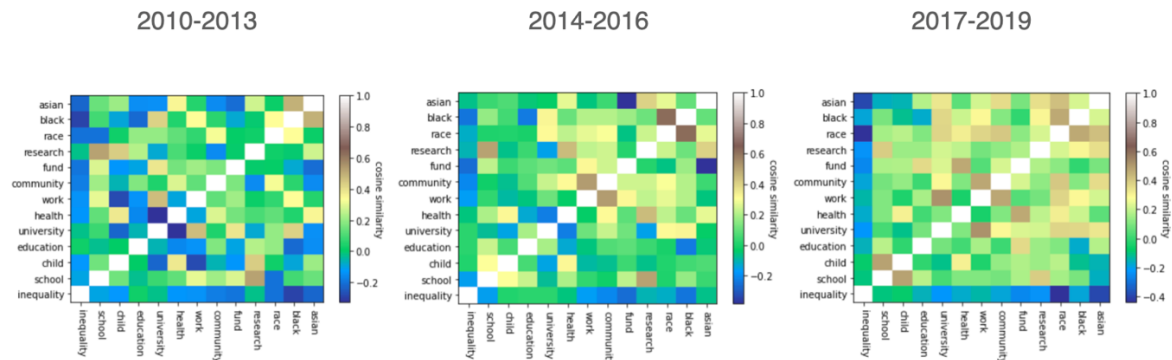 2010-2013
2014-2016
2017-2019
asian
black
race
research
fund
community
work
health
university
education
child
school
inequality
inequality
school
child
education
university
health
work
community
fund
research
race
black
asian
1.0
0.8
0.6
0.4
0.2
0.0
−0.2
cosine similarity
asian
black
race
research
fund
community
work
health
university
education
child
school
inequality
inequality
school
child
education
university
health
work
community
fund
research
race
black
asian
1.0
0.8
0.6
0.4
0.2
0.0
−0.2
cosine similarity
asian
black
race
research
fund
community
work
health
university
education
child
school
inequality
inequality
school
child
education
university
health
work
community
fund
research
race
black
asian
1.0
0.8
0.6
0.4
0.2
0.0
−0.2
−0.4
cosine similarity